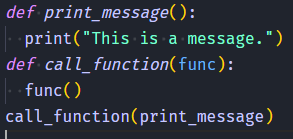 def print_message():
  print("This is a message.")
def call_function(func):
  func()
call_function(print_message)